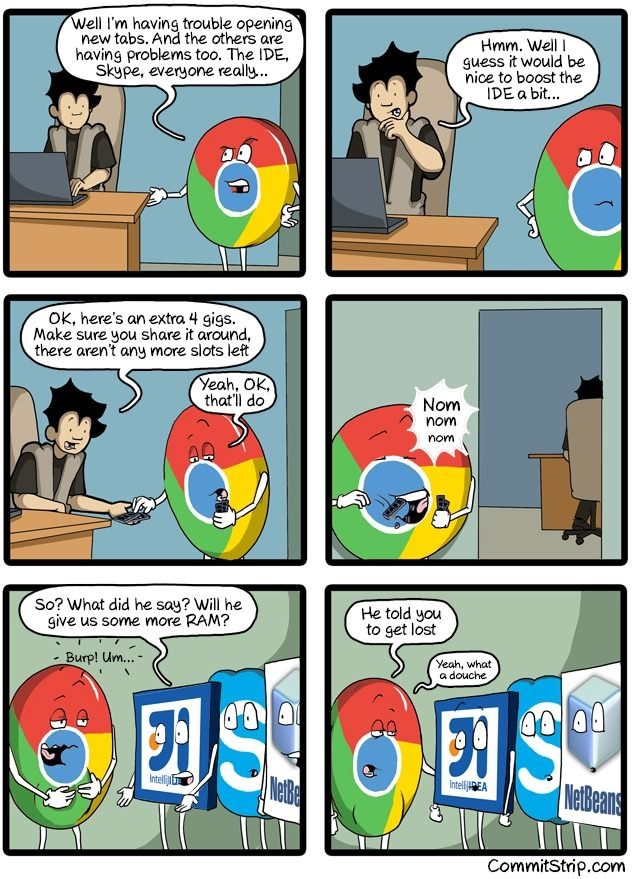 Well I'm having trouble opening
new tabs. And the others are
having problems too. The IDE,
Skype, everyone really...
Hmm. Well I
guess it would be
nice to boost the
IDE a bit...
OK, here's an extra 4 gigs.
Make sure you share it around,
there aren't any more slots left
Yeah, OK,
that'll do
Nom
nom
nom
So? What did he say? Will he
give us some more RAM?
Burp! Um...
IntelliJ
S
NetBe
He told you
to get lost
Yeah, what
a douche
IntelliJIDEA
S
NetBeans
CommitStrip.com